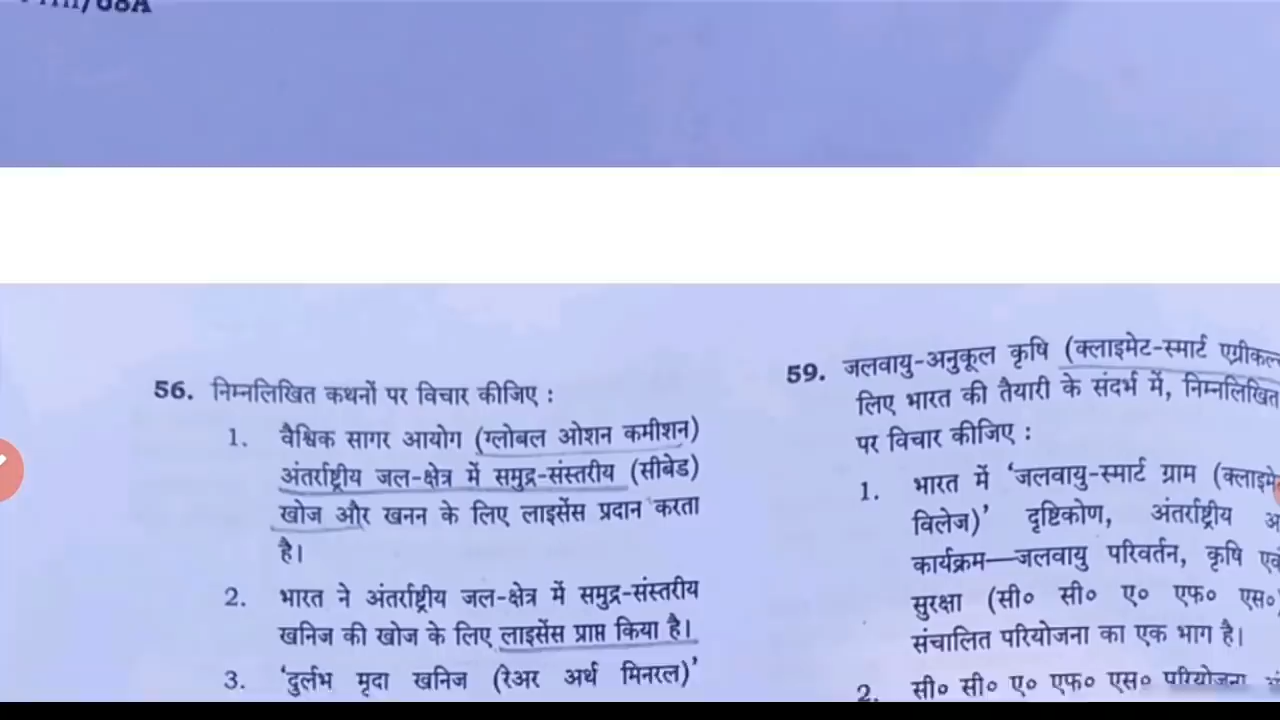 56. निम्नलिखित कथनों पर विचार कीजिए :
1. वैश्विक सागर आयोग (ग्लोबल ओशन कमीशन)
अंतर्राष्ट्रीय जल-क्षेत्र में समुद्र-संस्तरीय (सीबेड)
खोज और खनन के लिए लाइसेंस प्रदान करता
है।
2. भारत ने अंतर्राष्ट्रीय जल-क्षेत्र में समुद्र-संस्तरीय
खनिज की खोज के लिए लाइसेंस प्राप्त किया है।
3. 'दुर्लभ मृदा खनिज (रेअर अर्थ मिनरल)'
59. जलवायु-अनुकूल कृषि (क्लाइमेट-स्मार्ट
लिए भारत की तैयारी के संदर्भ में, निम्नलिखित
पर विचार कीजिए :
1. भारत में 'जलवायु-स्मार्ट ग्राम
विलेज)' दृष्टिकोण, अंतर्राष्ट्रीय
कार्यक्रम—जलवायु परिवर्तन, कृषि
सुरक्षा (सी० सी० ए० एफ० एस०)
संचालित परियोजना का एक भाग है।
2. सी० सी० ए० एफ० एस० परियोजना